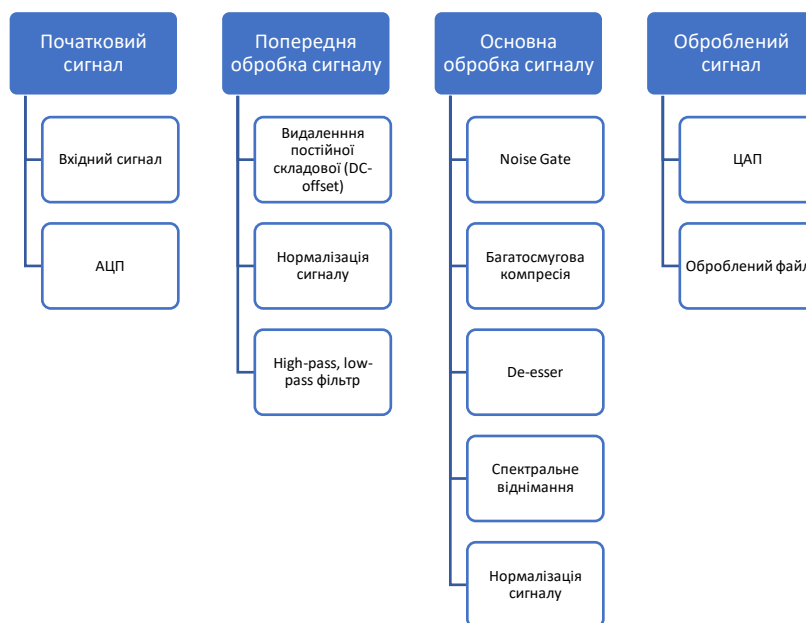 Початковий
сигнал
Вхідний сигнал
АЦП
Попередня
обробка сигналу
Видаленння
постійної
складової (DC-
offset)
Нормалізація
сигналу
High-pass, low-
pass фільтр
Основна
обробка сигналу
Noise Gate
Багатосмугова
компресія
De-esser
Спектральне
віднімання
Нормалізація
сигналу
Оброблений
сигнал
ЦАП
Оброблений файл